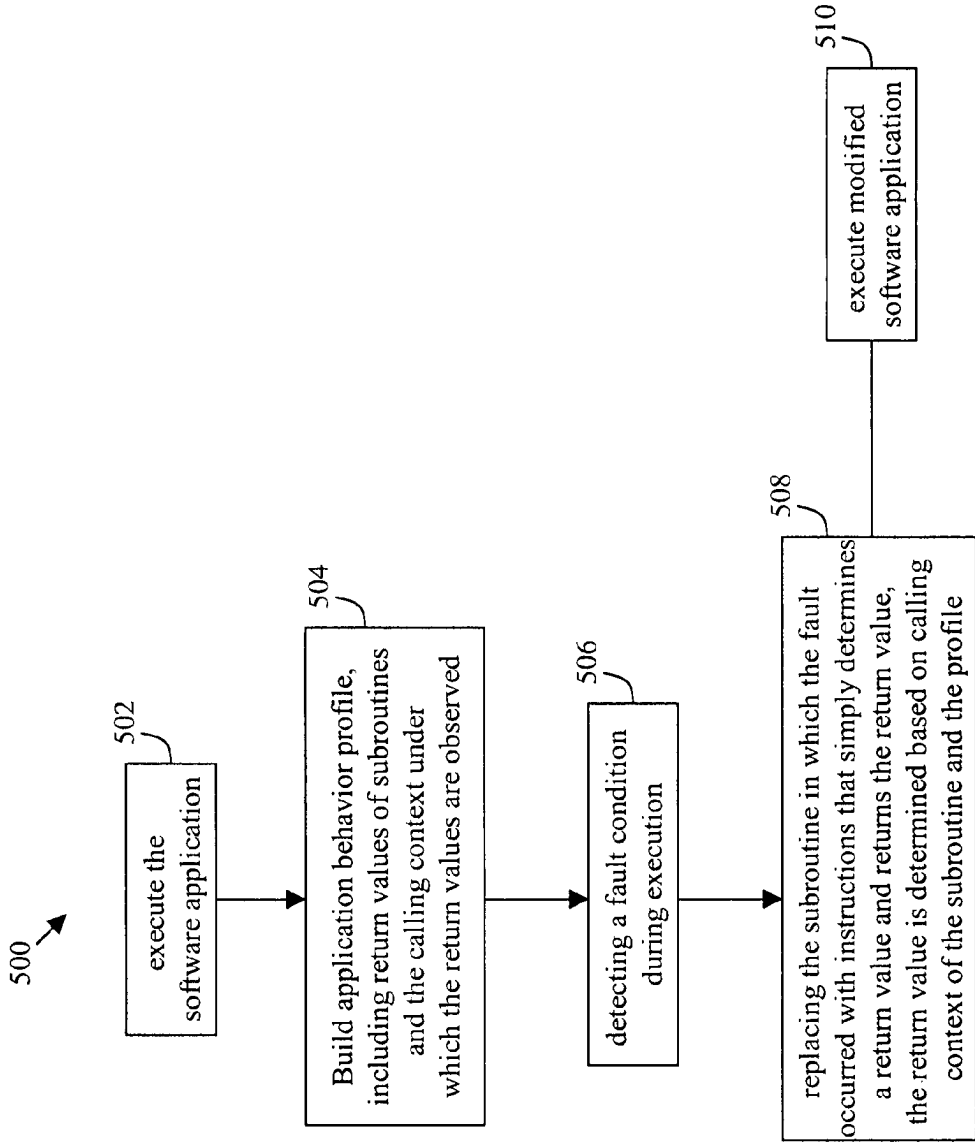 500
502
execute the
software application
504
Build application behavior profile,
including return values of subroutines
and the calling context under
which the return values are observed
506
detecting a fault condition
during execution
508
replacing the subroutine in which the fault
occurred with instructions that simply determines
a return value and returns the return value,
the return value is determined based on calling
context of the subroutine and the profile
510
execute modified
software application